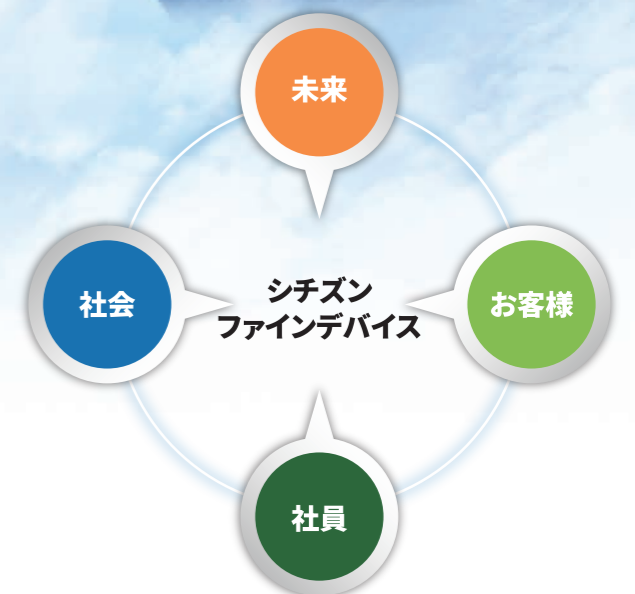 未来
社会
シチズン
ファインデバイス
お客様
社員